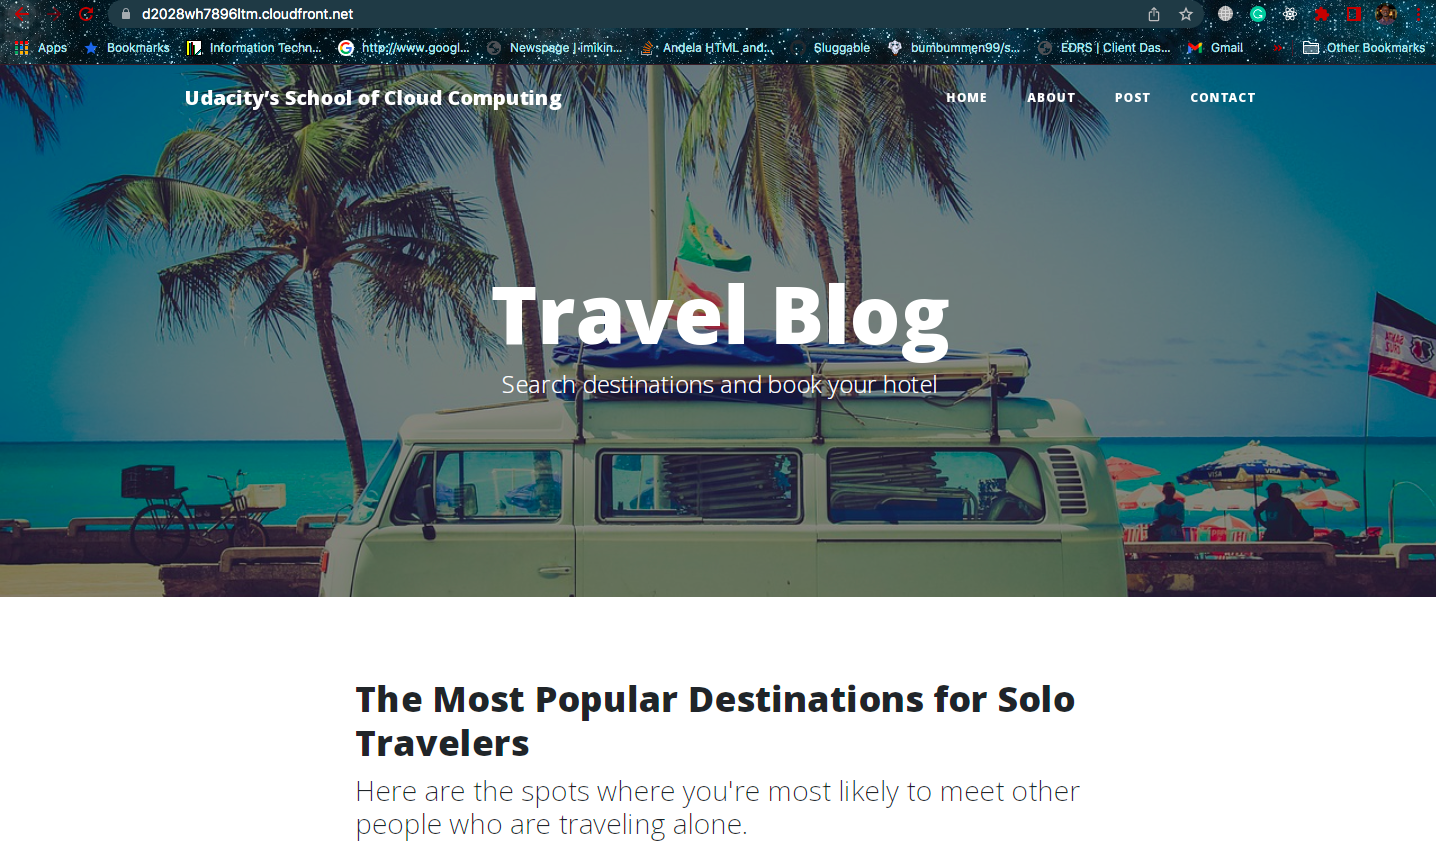 d2028wh7896ltm.cloudfront.net
Apps
Bookmarks
Information Techn...
http://www.googl...
Newspage | imikin...
Andela HTML and...
Sluggable
bumbummen99/s...
EDRS | Client Das...
Gmail
Other Bookmarks
Udacity’s School of Cloud Computing
HOME ABOUT POST CONTACT
Travel Blog
Search destinations and book your hotel
VISA
VISA
The Most Popular Destinations for Solo
Travelers
Here are the spots where you're most likely to meet other
people who are traveling alone.